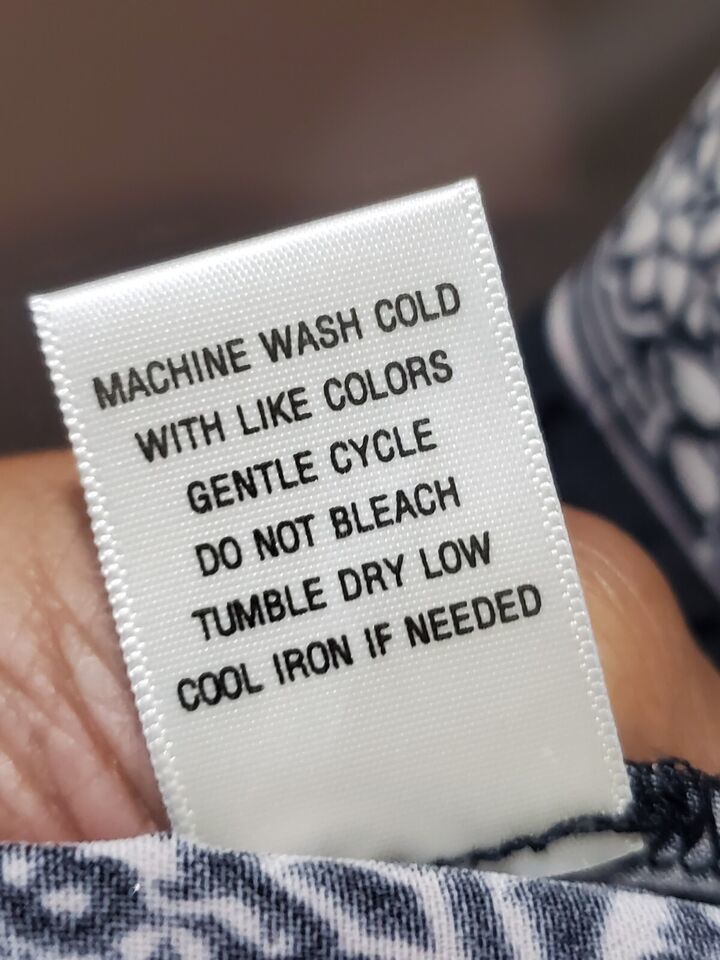 MACHINE WASH COLD
WITH LIKE COLORS
GENTLE CYCLE
DO NOT BLEACH
TUMBLE DRY LOW
COOL IRON IF NEEDED